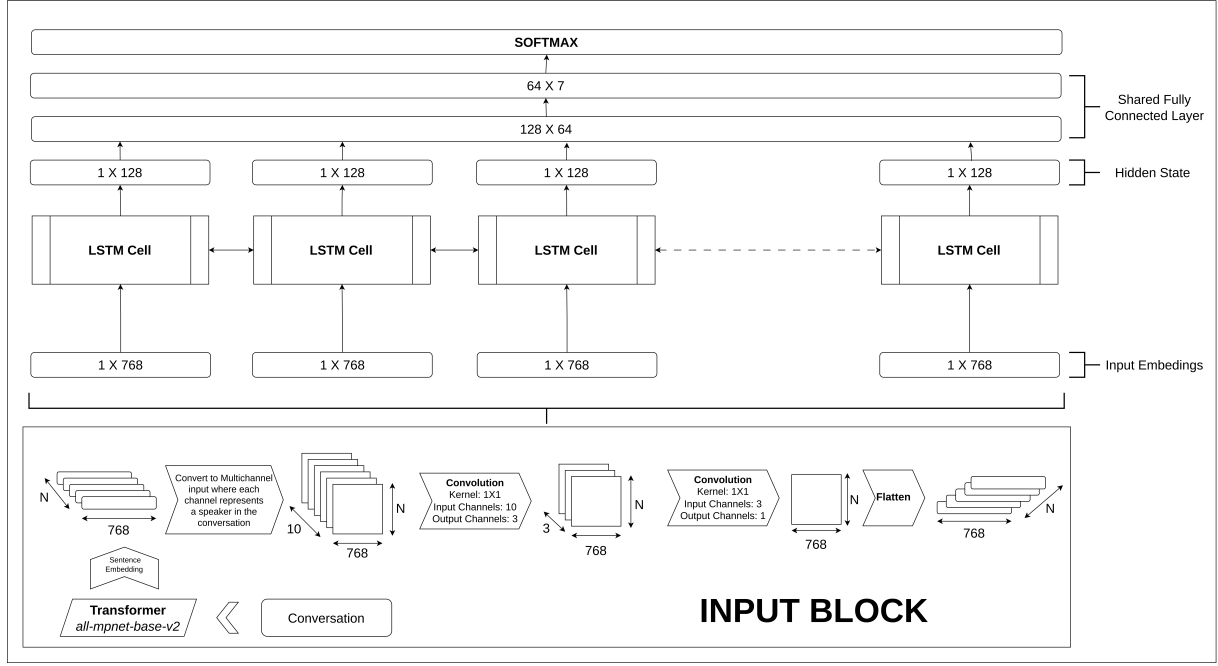 SOFTMAX
64 X 7
128 X 64
Shared Fully
Connected Layer
1 X 128
1 X 128
1 X 128
1 X 128
Hidden State
LSTM Cell
LSTM Cell
LSTM Cell
LSTM Cell
1 X 768
1 X 768
1 X 768
1 X 768
Input Embedings
N
768
Convert to Multichannel
input where each
channel represents
a speaker in the
conversation
10
768
N
Convolution
Kernel: 1X1
Input Channels: 10
Output Channels: 3
3
768
N
Convolution
Kernel: 1X1
Input Channels: 3
Output Channels: 1
N
768
Flatten
768
N
Sentence
Embedding
Transformer
all-mpnet-base-v2
Conversation
INPUT BLOCK